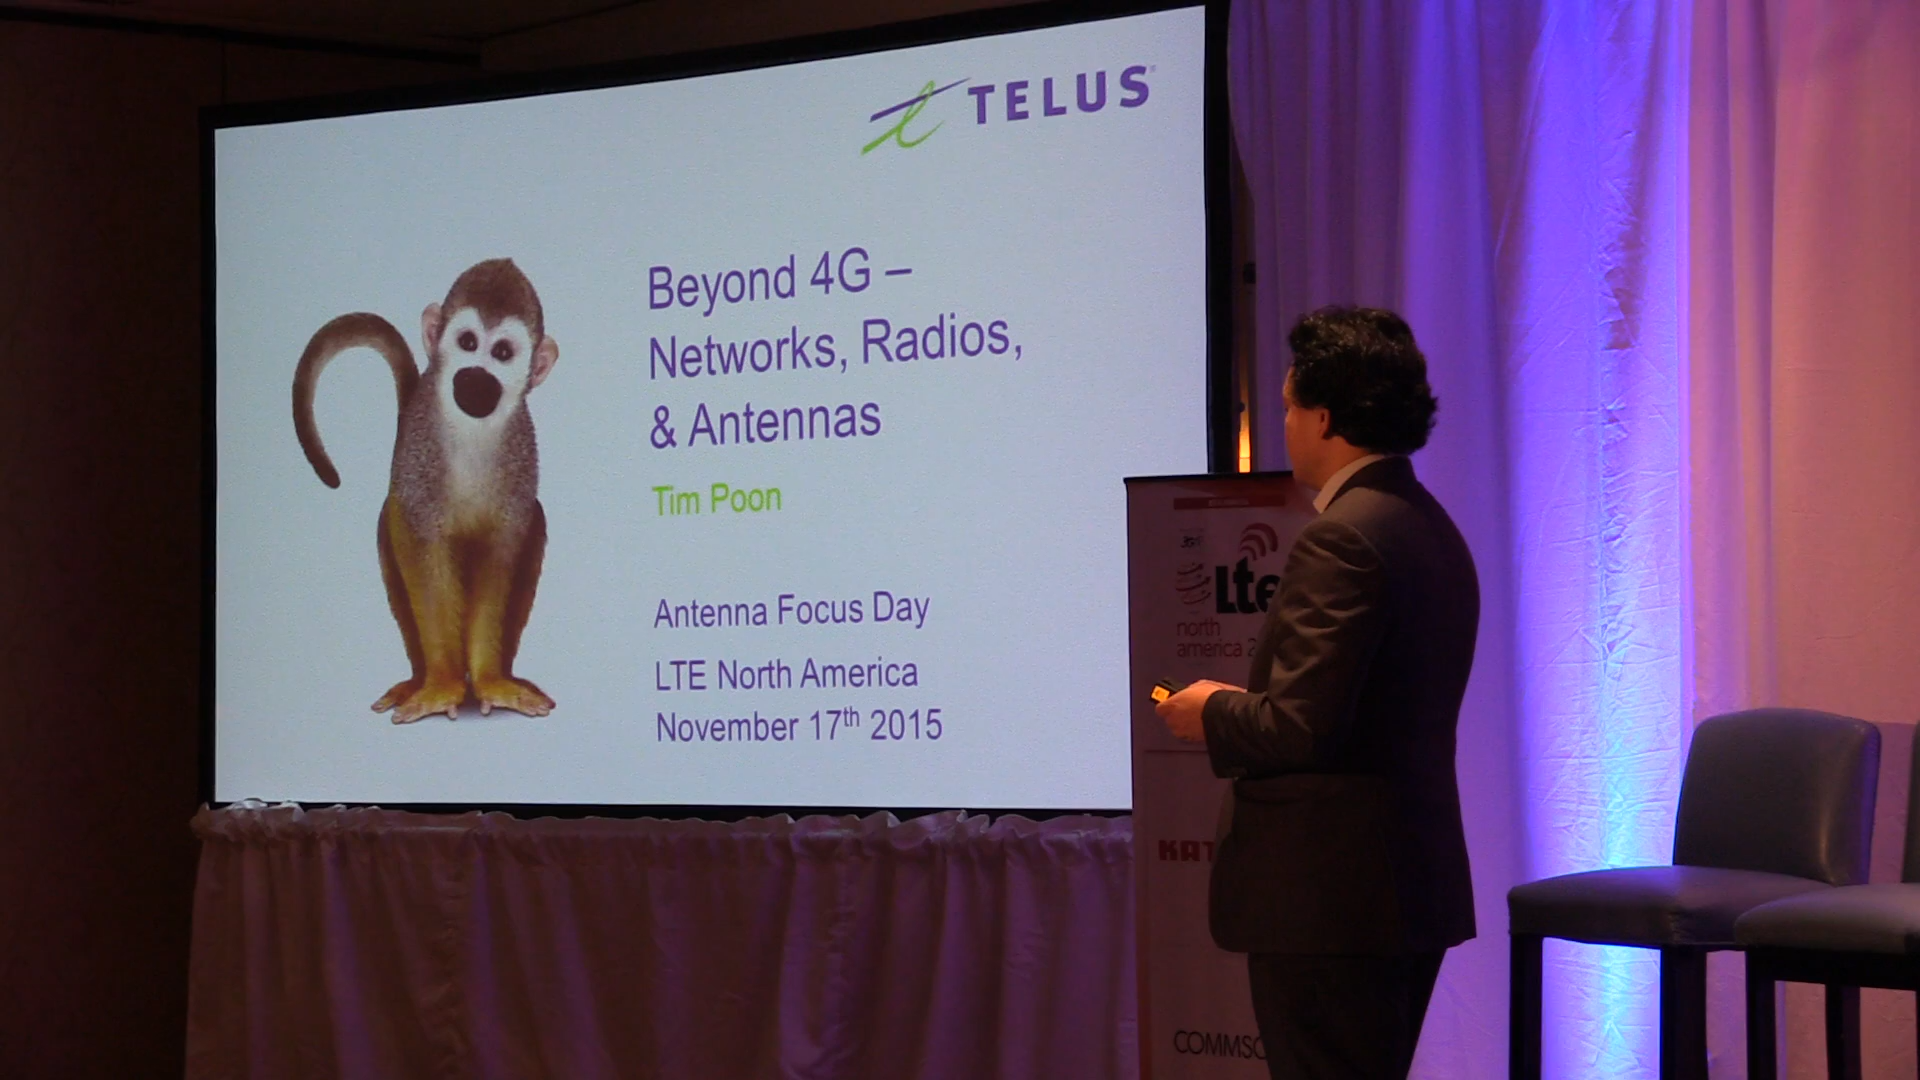 TELUS
Beyond 4G –
Networks, Radios,
& Antennas
Tim Poon
Antenna Focus Day
LTE North America
November 17th 2015
Lte
north
america